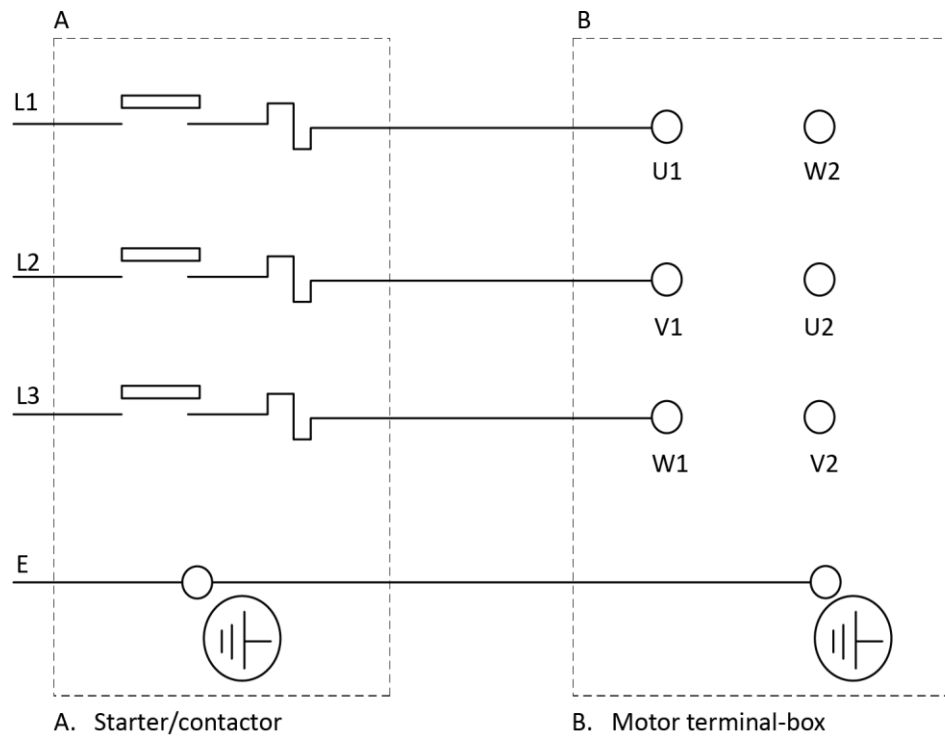 A B
L1
U1 W2
L2
V1 U2
L3
W1 V2
E
A. Starter/contactor B. Motor terminal-box